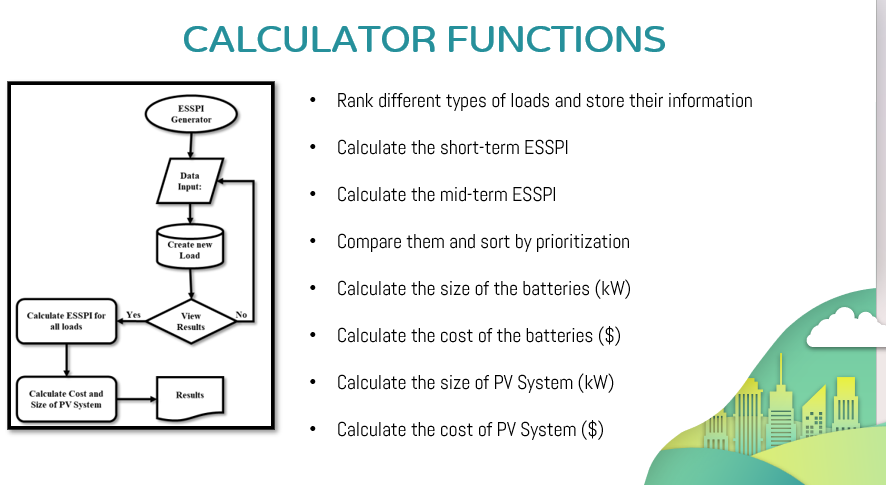 CALCULATOR FUNCTIONS
ESSPI
Generator
Data
Input:
Create new
Load
View
Results
Yes
No
Calculate ESSPI for
all loads
Calculate Cost and
Size of PV System
Results
• Rank different types of loads and store their information
• Calculate the short-term ESSPI
• Calculate the mid-term ESSPI
• Compare them and sort by prioritization
• Calculate the size of the batteries (kW)
• Calculate the cost of the batteries ($)
• Calculate the size of PV System (kW)
• Calculate the cost of PV System ($)